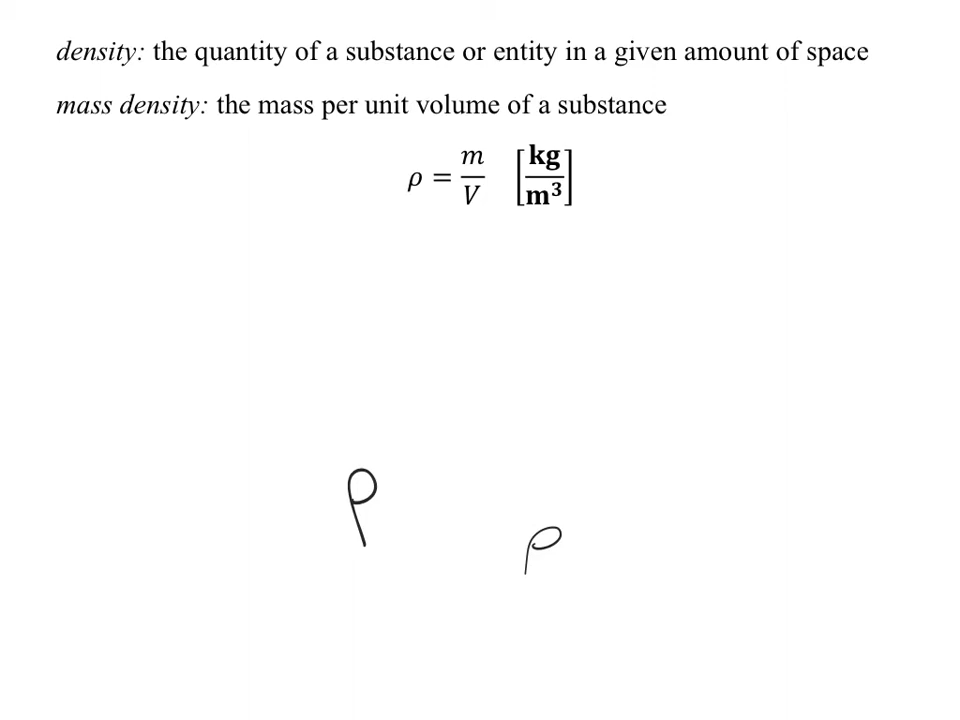 density: the quantity of a substance or entity in a given amount of space
mass density: the mass per unit volume of a substance
ρ = m/V [kg/m³]
ρ
ρ